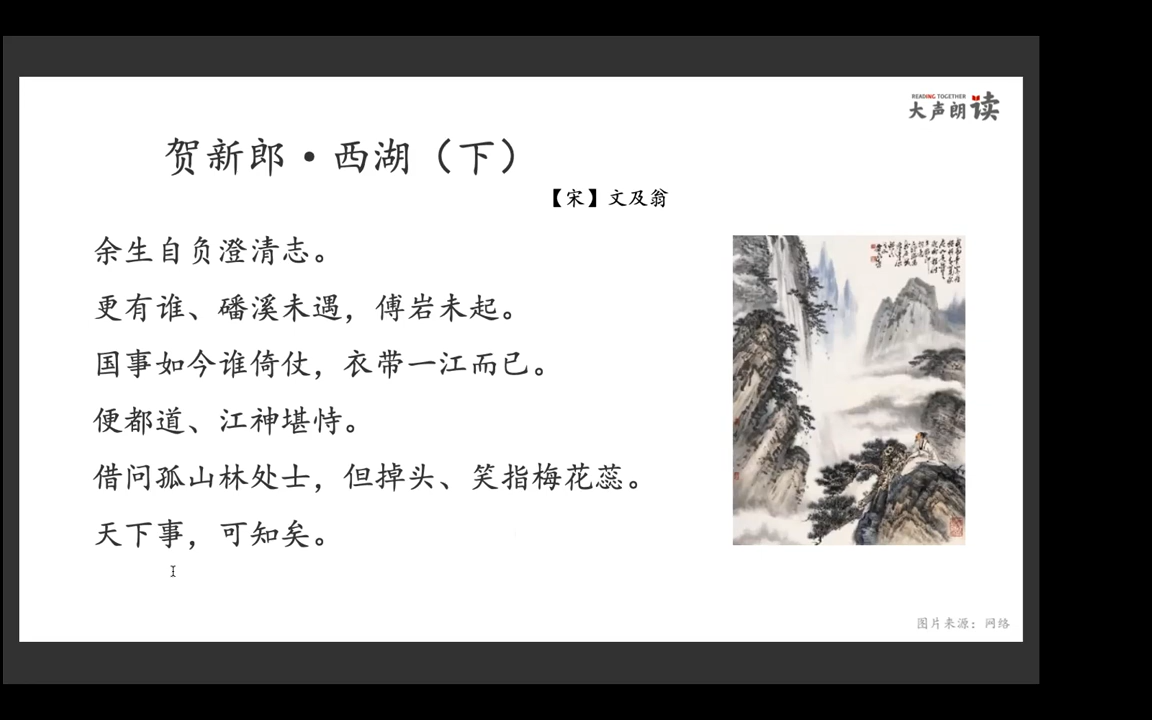 READING TOGETHER
大声朗读
贺新郎·西湖（下）
【宋】文及翁
余生自负澄清志。
更有谁、磻溪未遇，傅岩未起。
国事如今谁倚仗，衣带一江而已。
便都道、江神堪恃。
借问孤山林处士，但掉头、笑指梅花蕊。
天下事，可知矣。
图片来源：网络